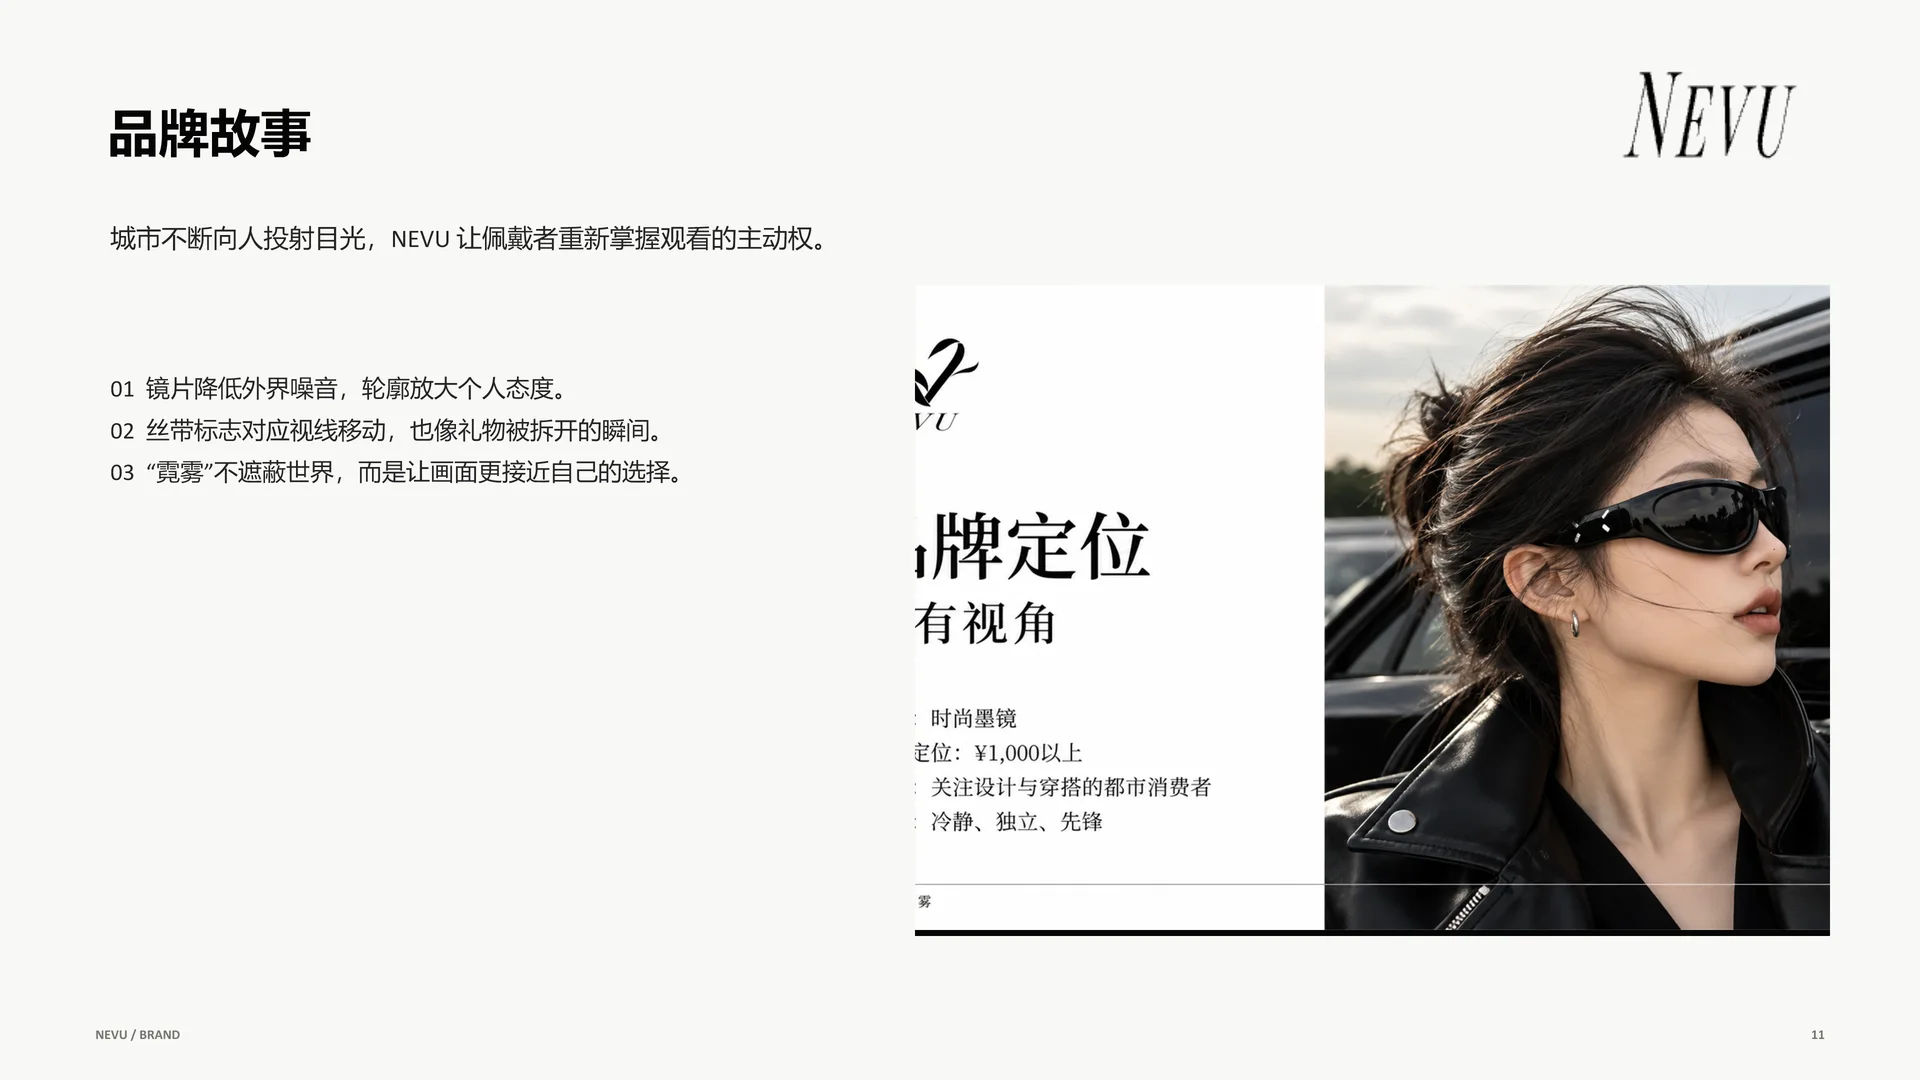 品牌故事
NEVU
城市不断向人投射目光，NEVU 让佩戴者重新掌握观看的主动权。
01 镜片降低外界噪音，轮廓放大个人态度。
02 丝带标志对应视线移动，也像礼物被拆开的瞬间。
03 “霓雾”不遮蔽世界，而是让画面更接近自己的选择。
VU
牌定位
有视角
：时尚墨镜
定位：¥1,000以上
：关注设计与穿搭的都市消费者
：冷静、独立、先锋
雾
NEVU / BRAND
11